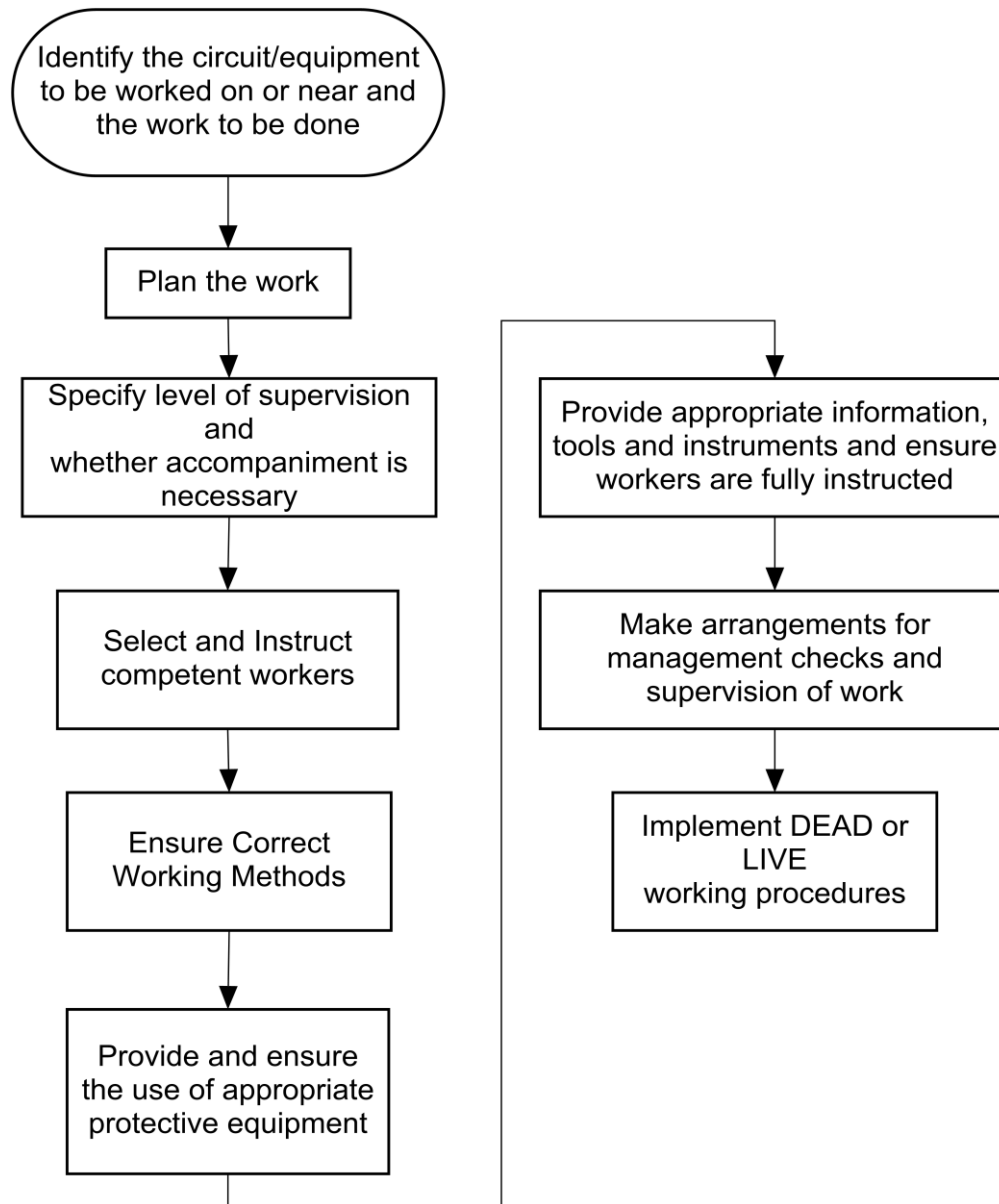 Identify the circuit/equipment
to be worked on or near and
the work to be done
Plan the work
Specify level of supervision
and
whether accompaniment is
necessary
Select and Instruct
competent workers
Ensure Correct
Working Methods
Provide and ensure
the use of appropriate
protective equipment
Provide appropriate information,
tools and instruments and ensure
workers are fully instructed
Make arrangements for
management checks and
supervision of work
Implement DEAD or
LIVE
working procedures